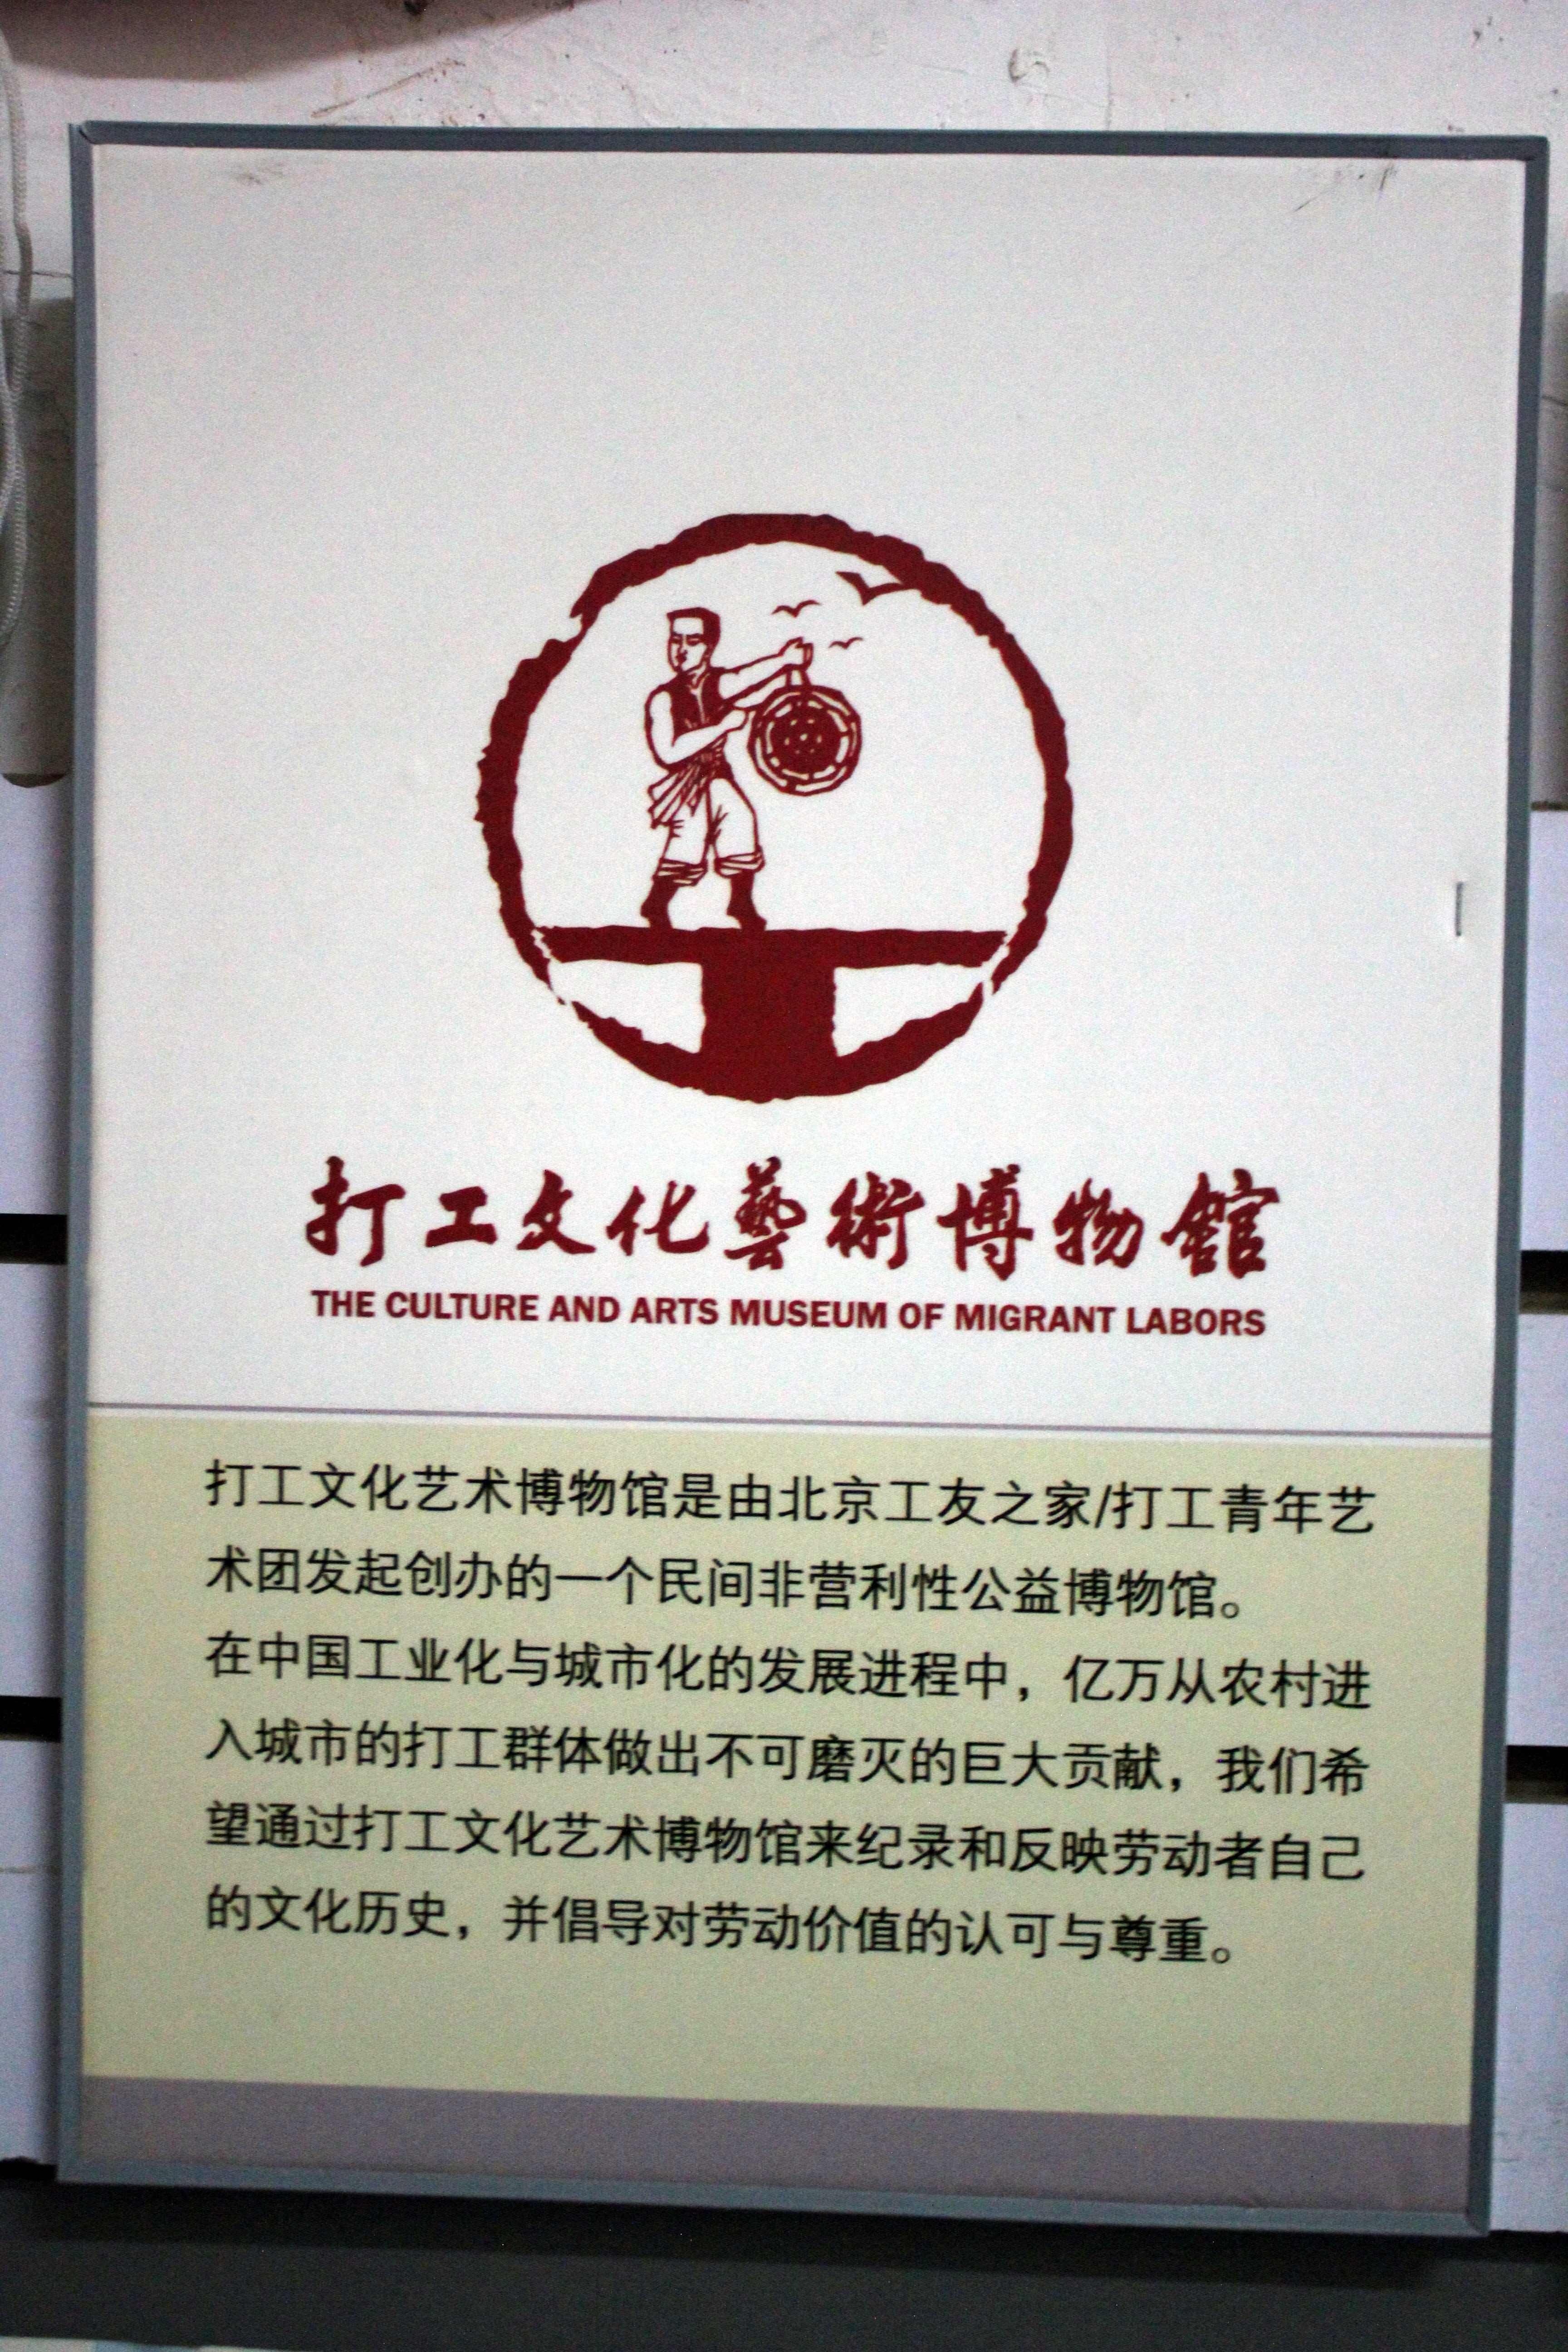 打工文化藝術博物館
THE CULTURE AND ARTS MUSEUM OF MIGRANT LABORS
打工文化艺术博物馆是由北京工友之家/打工青年艺
术团发起创办的一个民间非营利性公益博物馆。
在中国工业化与城市化的发展进程中，亿万从农村进
入城市的打工群体做出不可磨灭的巨大贡献，我们希
望通过打工文化艺术博物馆来纪录和反映劳动者自己
的文化历史，并倡导对劳动价值的认可与尊重。